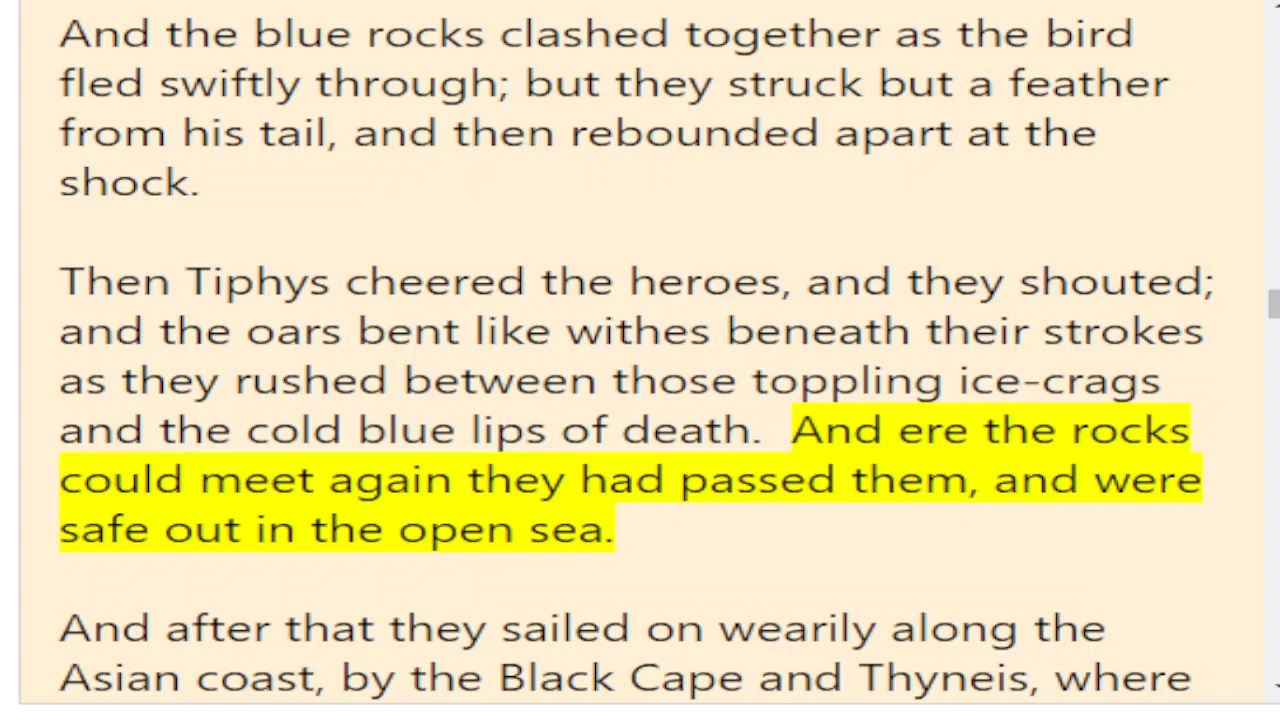 And the blue rocks clashed together as the bird
fled swiftly through; but they struck but a feather
from his tail, and then rebounded apart at the
shock.
Then Tiphys cheered the heroes, and they shouted;
and the oars bent like withes beneath their strokes
as they rushed between those toppling ice-crags
and the cold blue lips of death.  And ere the rocks
could meet again they had passed them, and were
safe out in the open sea.
And after that they sailed on wearily along the
Asian coast, by the Black Cape and Thyneis, where